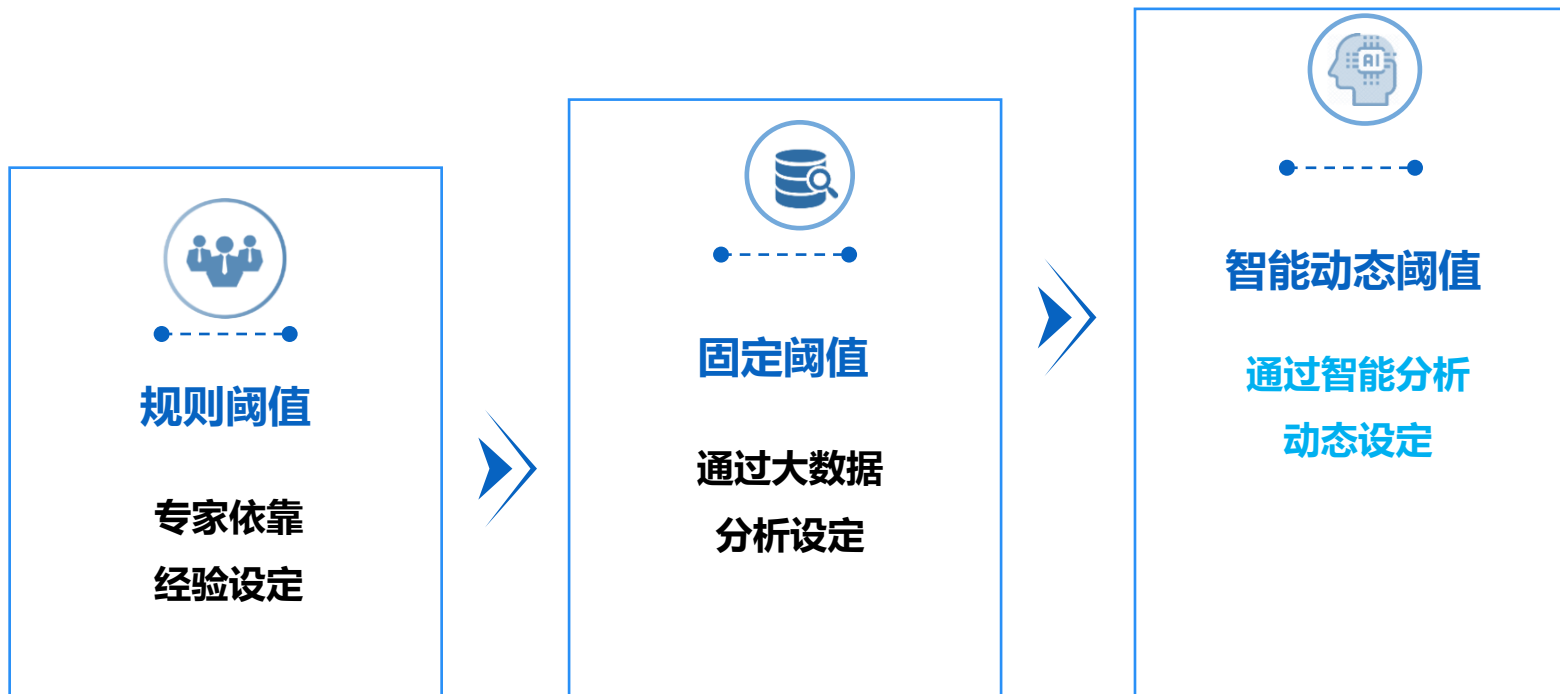 AI
规则阈值
专家依靠
经验设定
固定阈值
通过大数据
分析设定
智能动态阈值
通过智能分析
动态设定